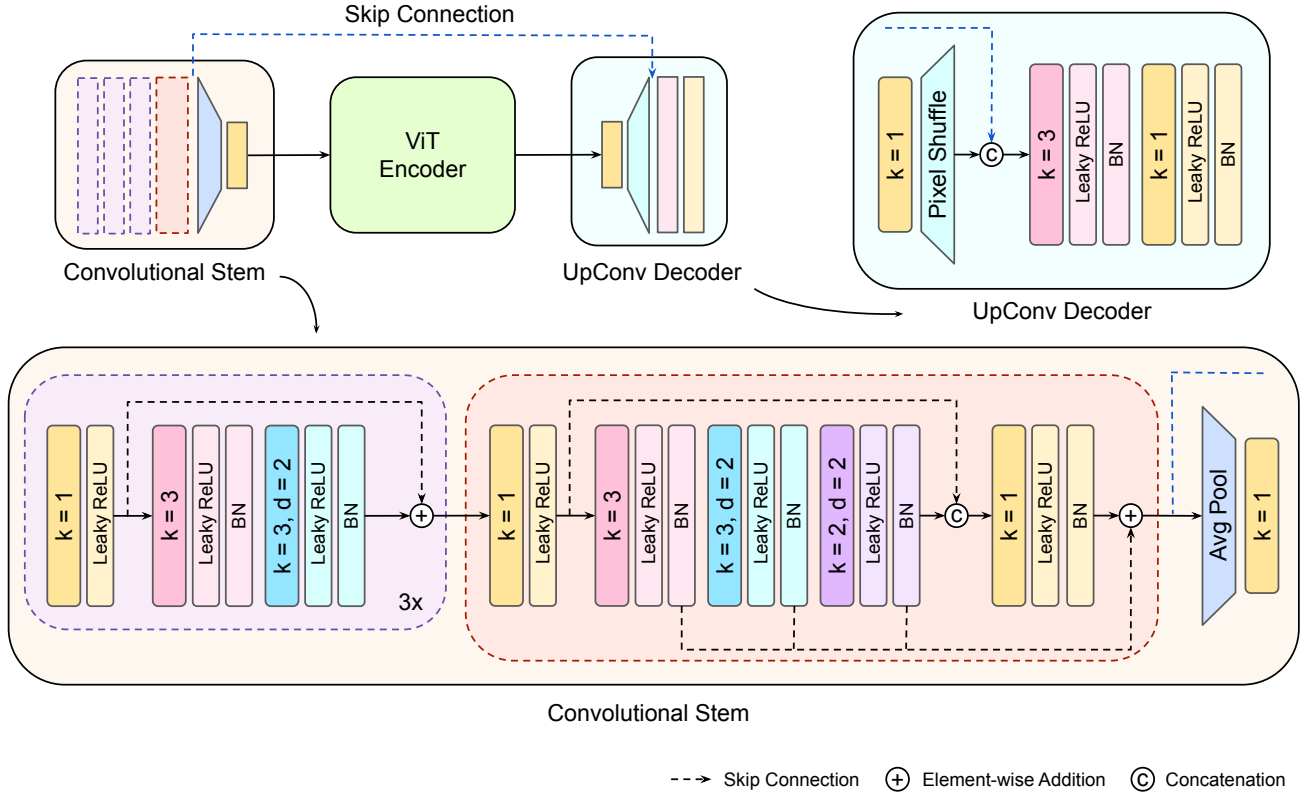 Skip Connection
ViT
Encoder
Convolutional Stem
UpConv Decoder
k = 1
Pixel Shuffle
C
k = 3
Leaky ReLU
BN
k = 1
Leaky ReLU
BN
UpConv Decoder
k = 1
Leaky ReLU
k = 3
Leaky ReLU
BN
k = 3, d = 2
Leaky ReLU
BN
+
3x
k = 1
Leaky ReLU
k = 3
Leaky ReLU
BN
k = 3, d = 2
Leaky ReLU
BN
k = 2, d = 2
Leaky ReLU
BN
C
k = 1
Leaky ReLU
BN
+
Avg Pool
k = 1
Convolutional Stem
Skip Connection
+ Element-wise Addition
C Concatenation